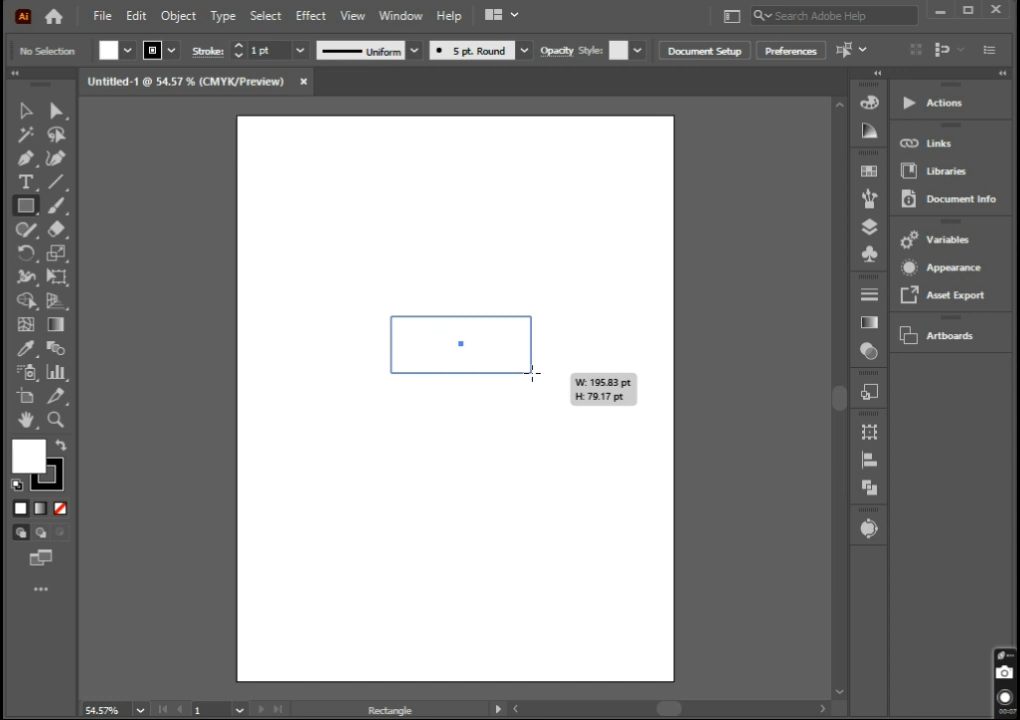 Ai File Edit Object Type Select Effect View Window Help Search Adobe Help
No Selection Stroke: 1 pt Uniform 5 pt. Round Opacity Style: Document Setup Preferences
Untitled-1 @ 54.57 % (CMYK/Preview)
Actions
Links
Libraries
Document Info
Variables
Appearance
Asset Export
Artboards
W: 195.83 pt
H: 79.17 pt
54.57% 1 Rectangle
00:07